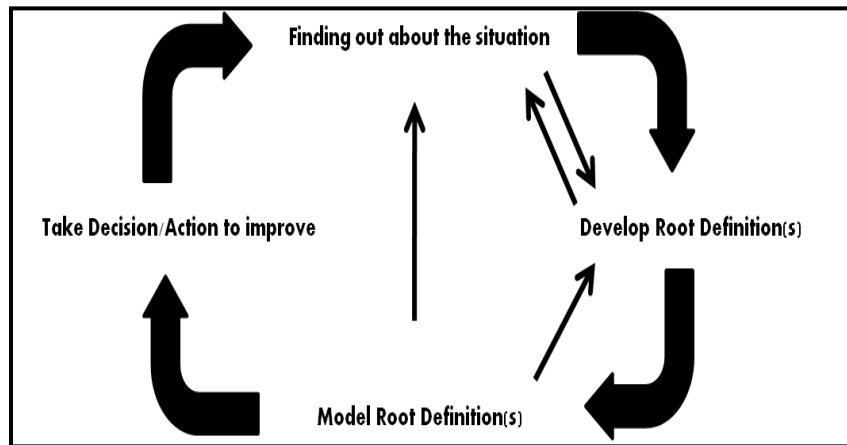 Finding out about the situation
Take Decision/Action to improve
Develop Root Definition(s)
Model Root Definition(s)